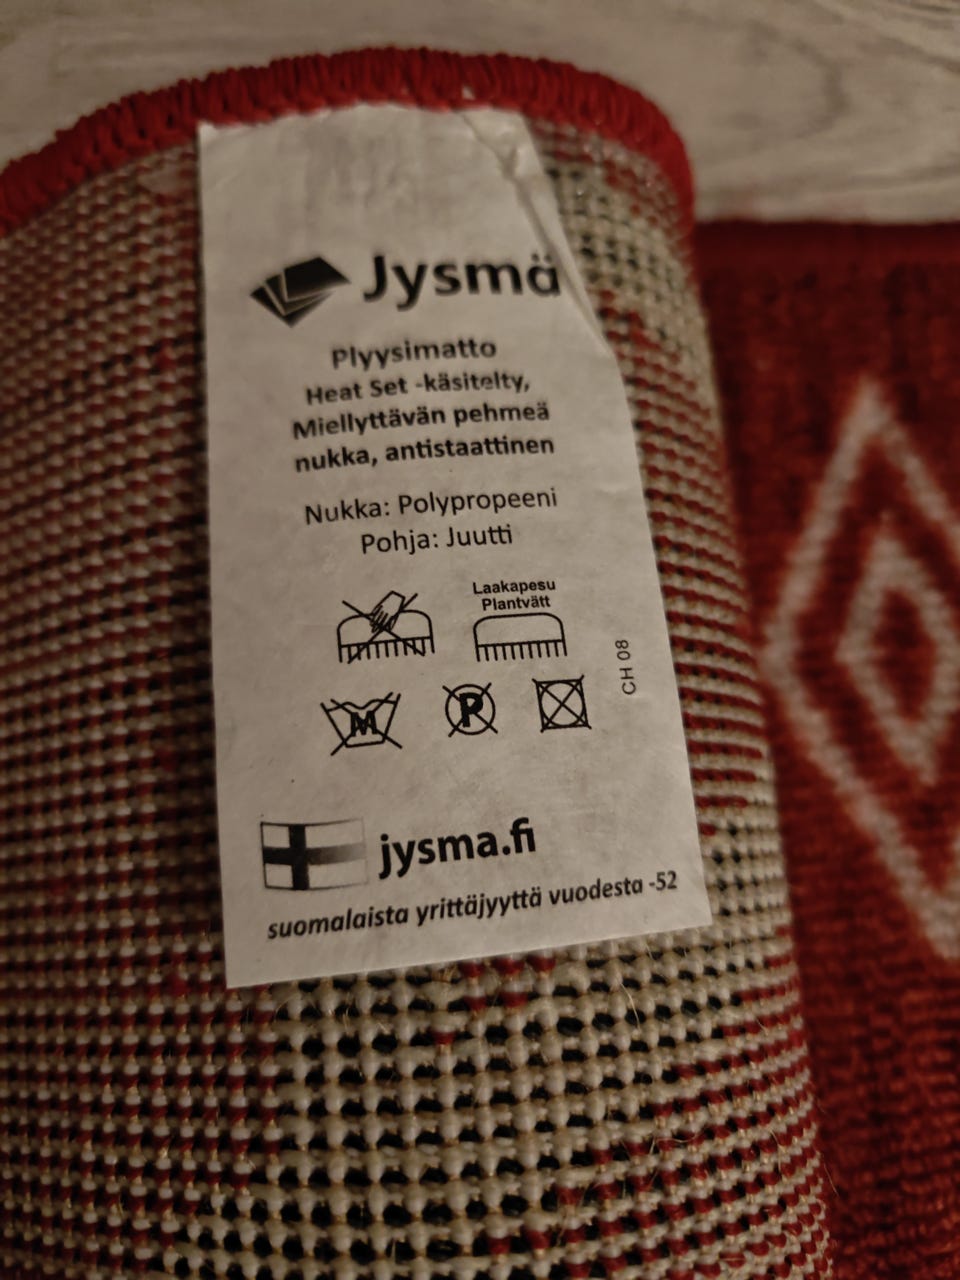 Jysmä
Plyysimatto
Heat Set -käsitelty,
Miellyttävän pehmeä
nukka, antistaattinen
Nukka: Polypropeeni
Pohja: Juutti
Laakapesu
Plantvätt
M
P
CH 08
jysma.fi
suomalaista yrittäjyyttä vuodesta -52